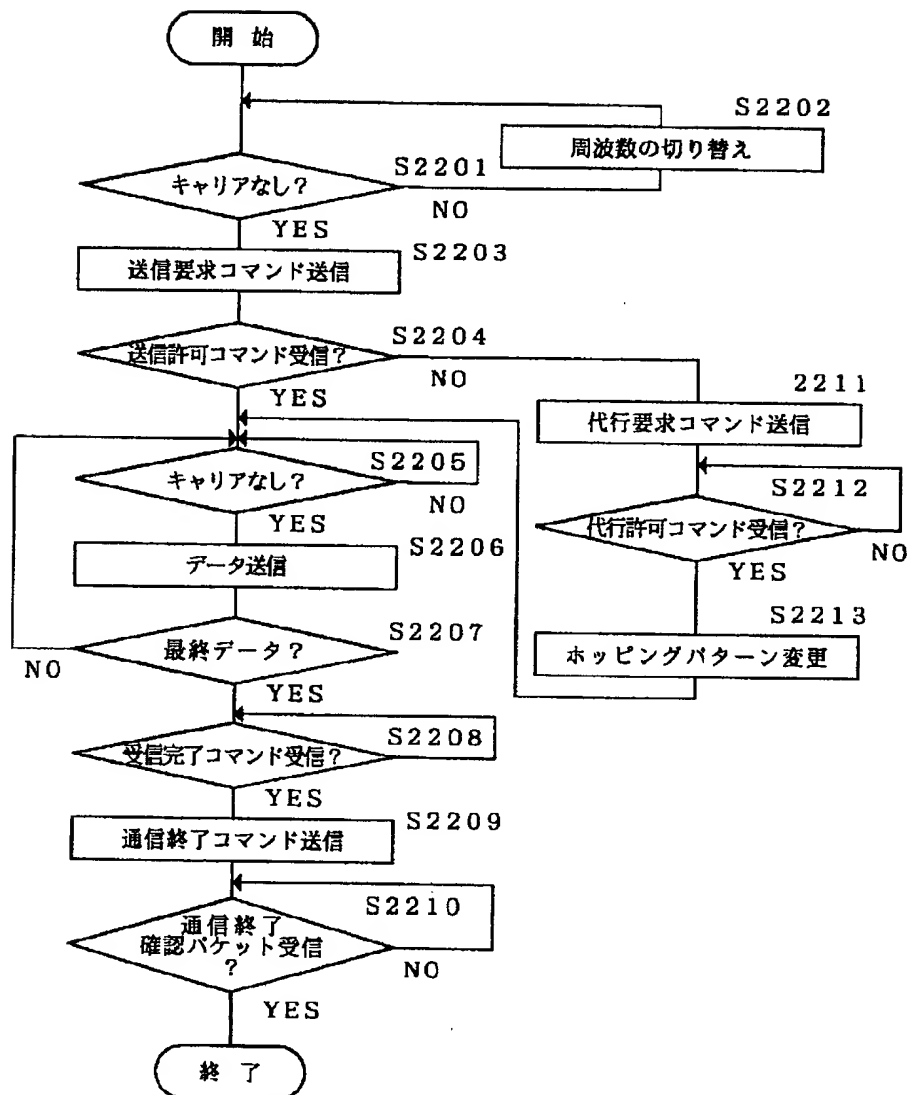 開始
S2202
周波数の切り替え
S2201
キャリアなし?
NO
YES
S2203
送信要求コマンド送信
S2204
送信許可コマンド受信?
NO
YES
2211
代行要求コマンド送信
S2205
キャリアなし?
NO
YES
S2212
代行許可コマンド受信?
NO
YES
S2206
データ送信
S2213
ホッピングパターン変更
S2207
最終データ?
NO
YES
S2208
受信完了コマンド受信?
YES
S2209
通信終了コマンド送信
S2210
通信終了
確認パケット受信
?
NO
YES
終了